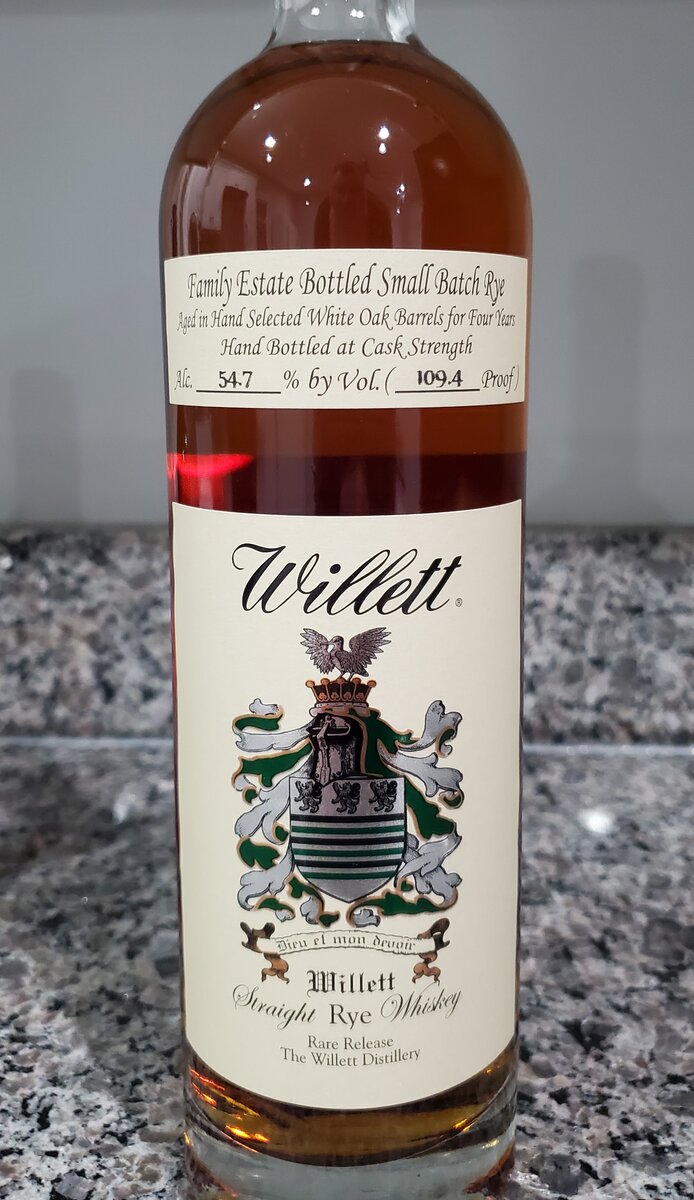 Family Estate Bottled Small Batch Rye
Aged in Hand Selected White Oak Barrels for Four Years
Hand Bottled at Cask Strength
Alc. 54.7 % by Vol. ( 109.4 Proof )
Willett®
Dieu et mon devoir
Willett
Straight Rye Whiskey
Rare Release
The Willett Distillery